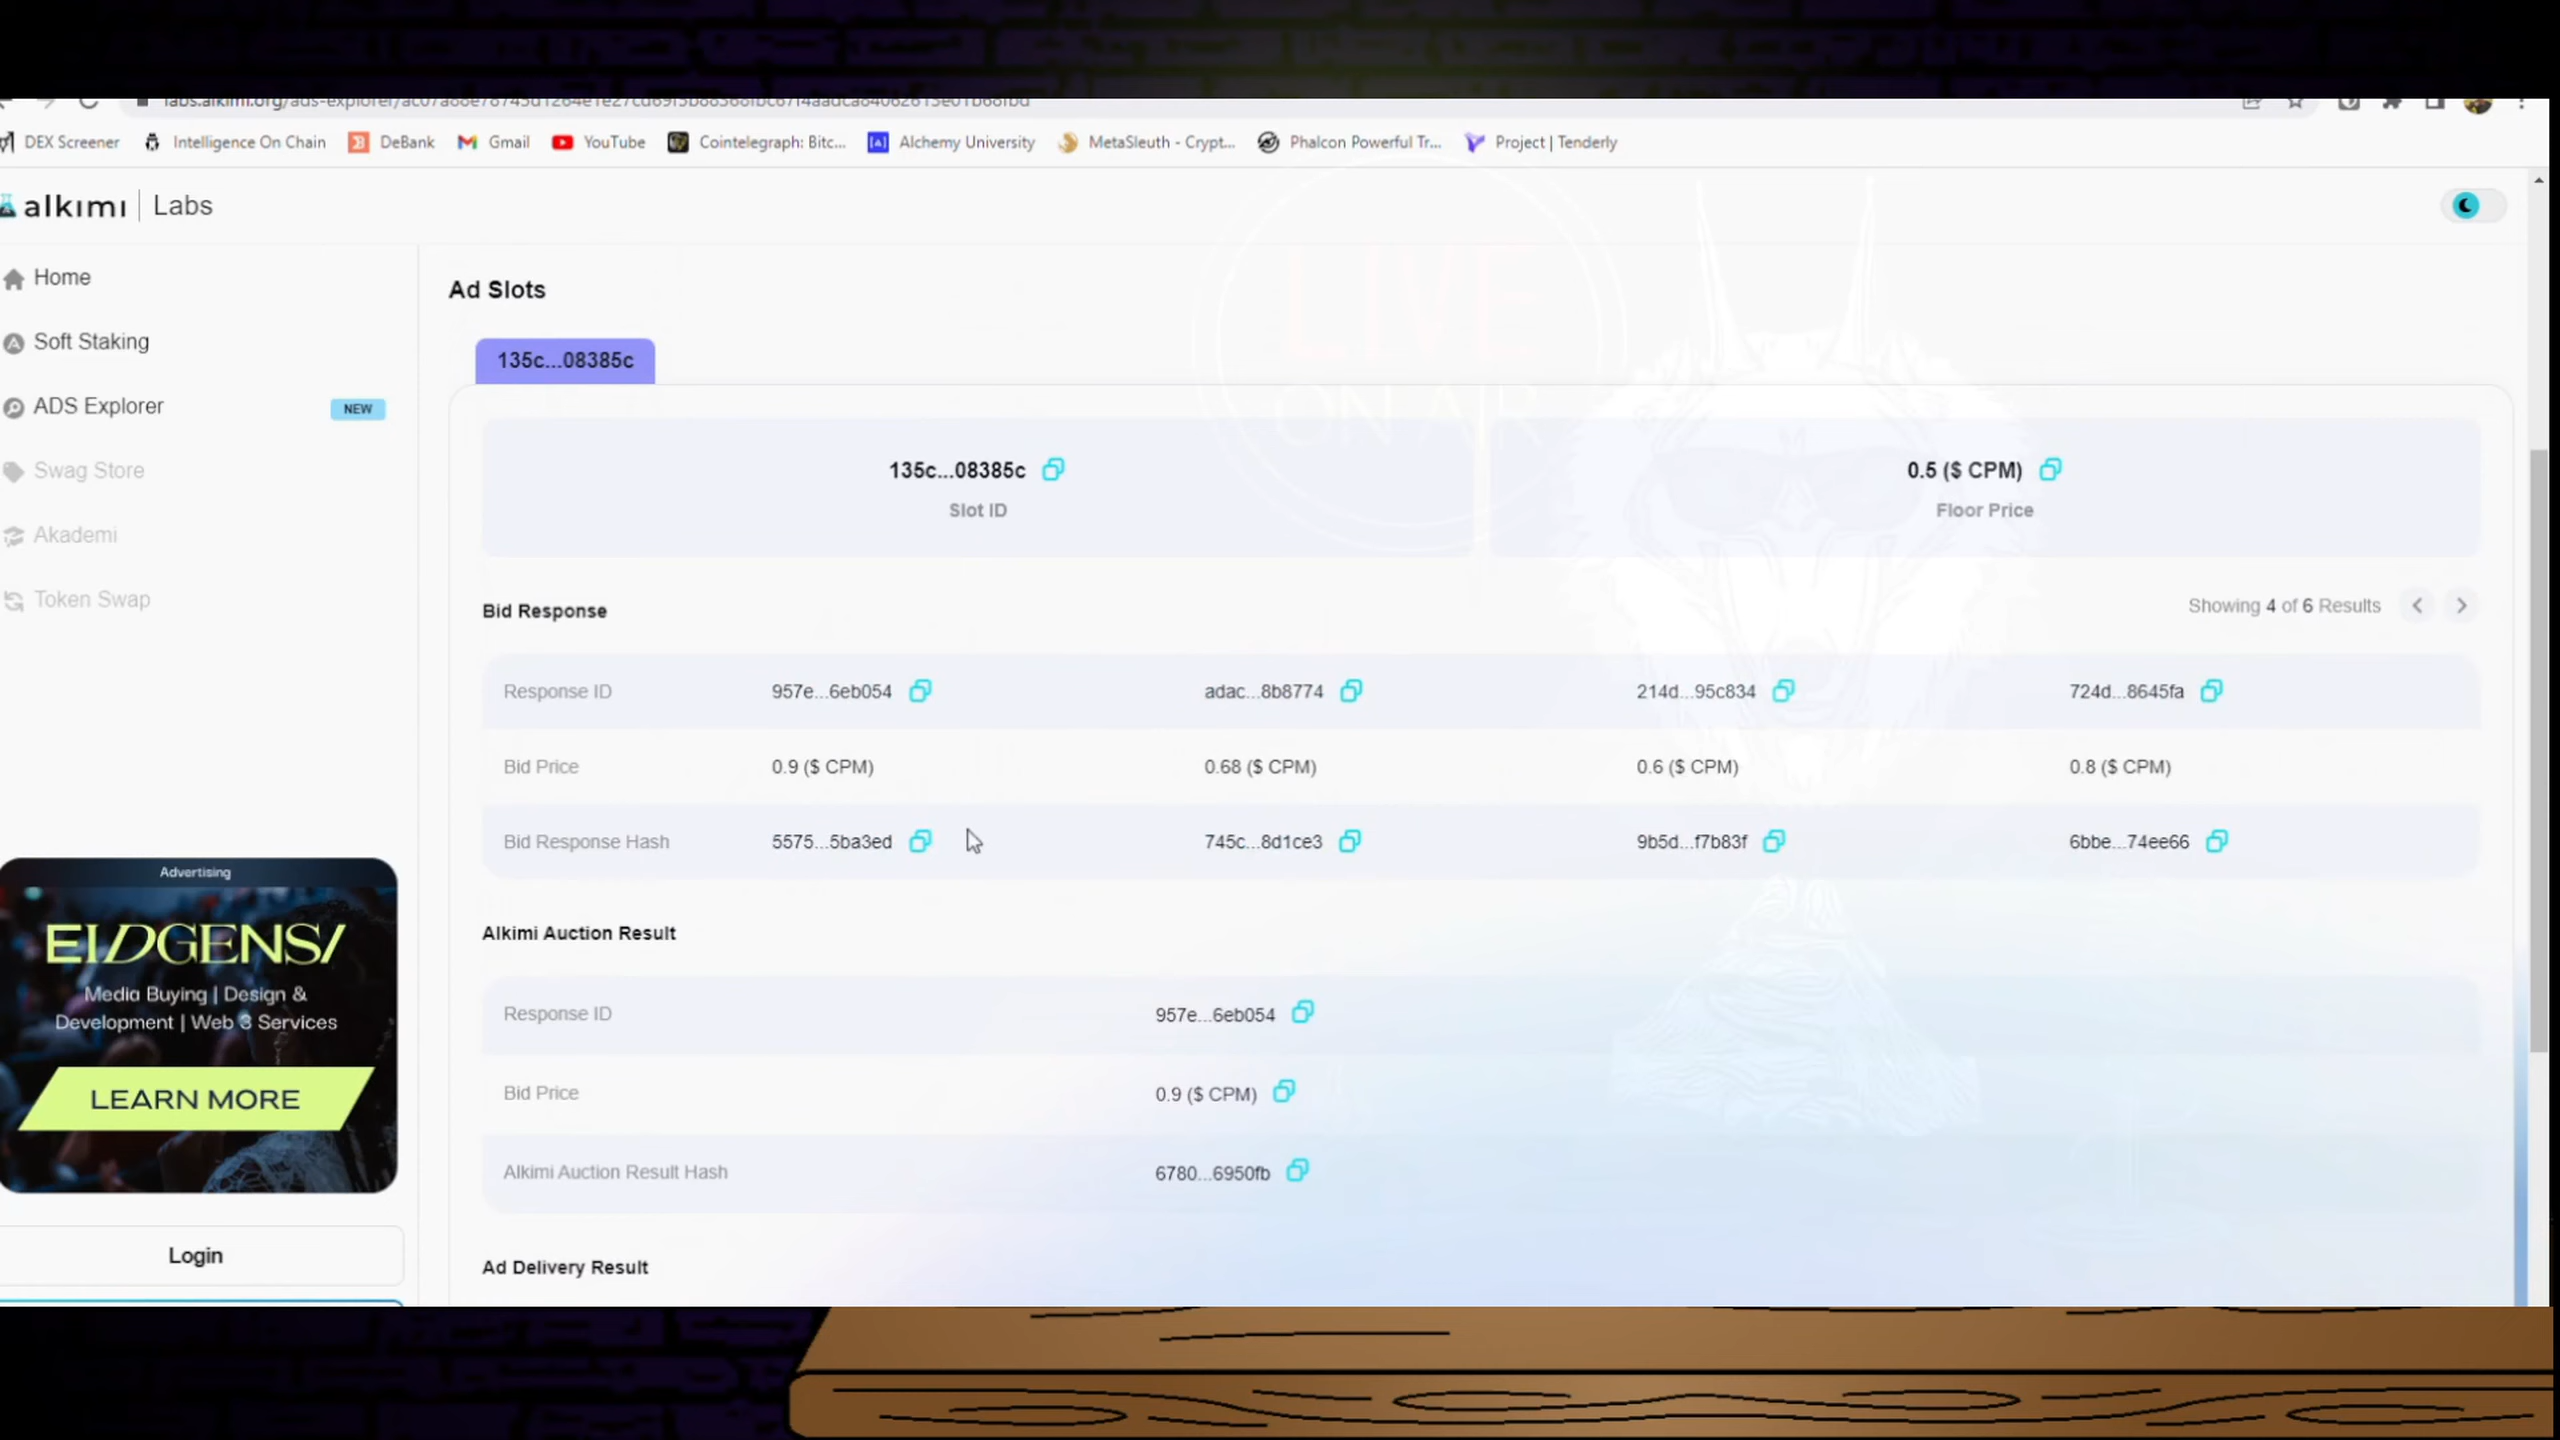 DEX Screener Intelligence On Chain DeBank Gmail YouTube Cointelegraph: Bitc... Alchemy University MetaSleuth - Crypt... Phalcon Powerful Tr... Project | Tenderly
alkimi | Labs
Home
Soft Staking
ADS Explorer NEW
Swag Store
Akademi
Token Swap
Advertising
EIDGENSI
Media Buying | Design &
Development | Web 3 Services
LEARN MORE
Login
LIVE
ON AIR
Ad Slots
135c...08385c
135c...08385c 0.5 ($ CPM)
Slot ID Floor Price
Bid Response Showing 4 of 6 Results
Response ID 957e...6eb054 adac...8b8774 214d...95c834 724d...8645fa
Bid Price 0.9 ($ CPM) 0.68 ($ CPM) 0.6 ($ CPM) 0.8 ($ CPM)
Bid Response Hash 5575...5ba3ed 745c...8d1ce3 9b5d...f7b83f 6bbe...74ee66
Alkimi Auction Result
Response ID 957e...6eb054
Bid Price 0.9 ($ CPM)
Alkimi Auction Result Hash 6780...6950fb
Ad Delivery Result